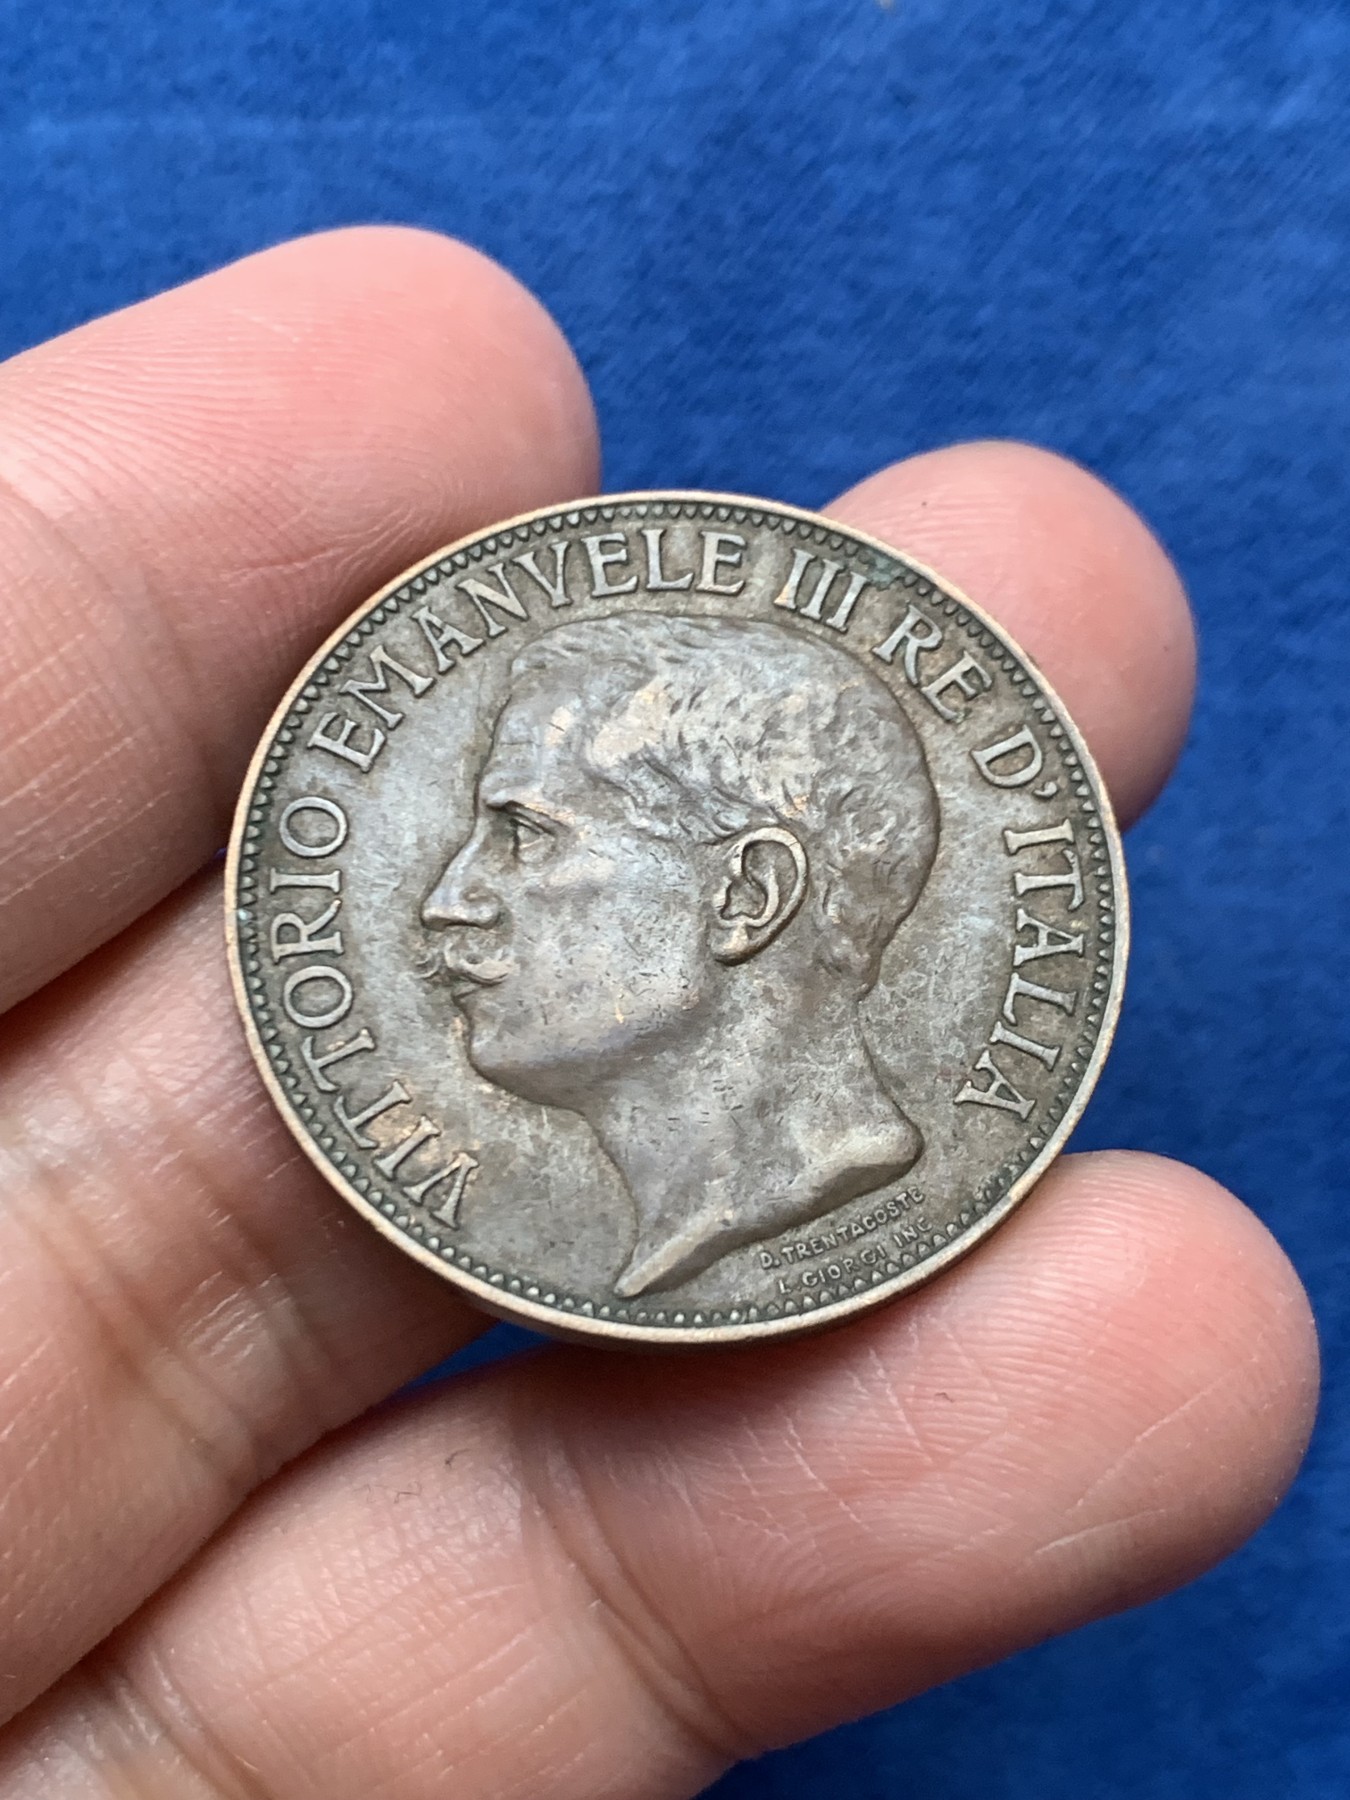 VITTORIO EMANVELE III RE D'ITALIA
D. TRENTACOSTE
L. GIORGI INC